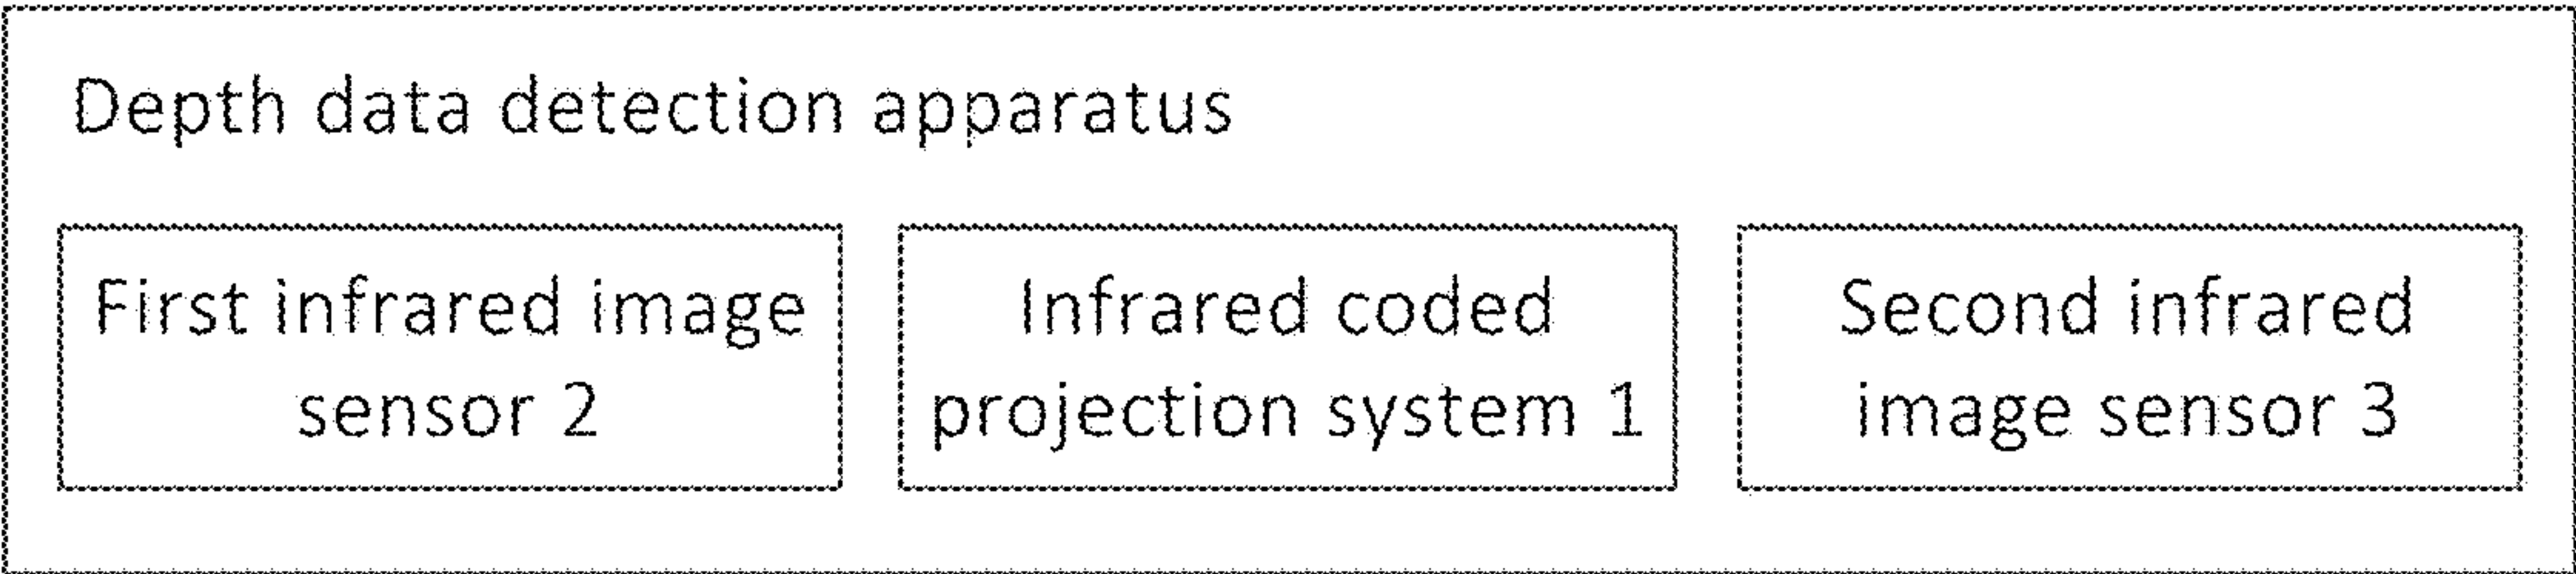 Depth data detection apparatus
First infrared image
sensor 2
Infrared coded
projection system 1
Second infrared
image sensor 3